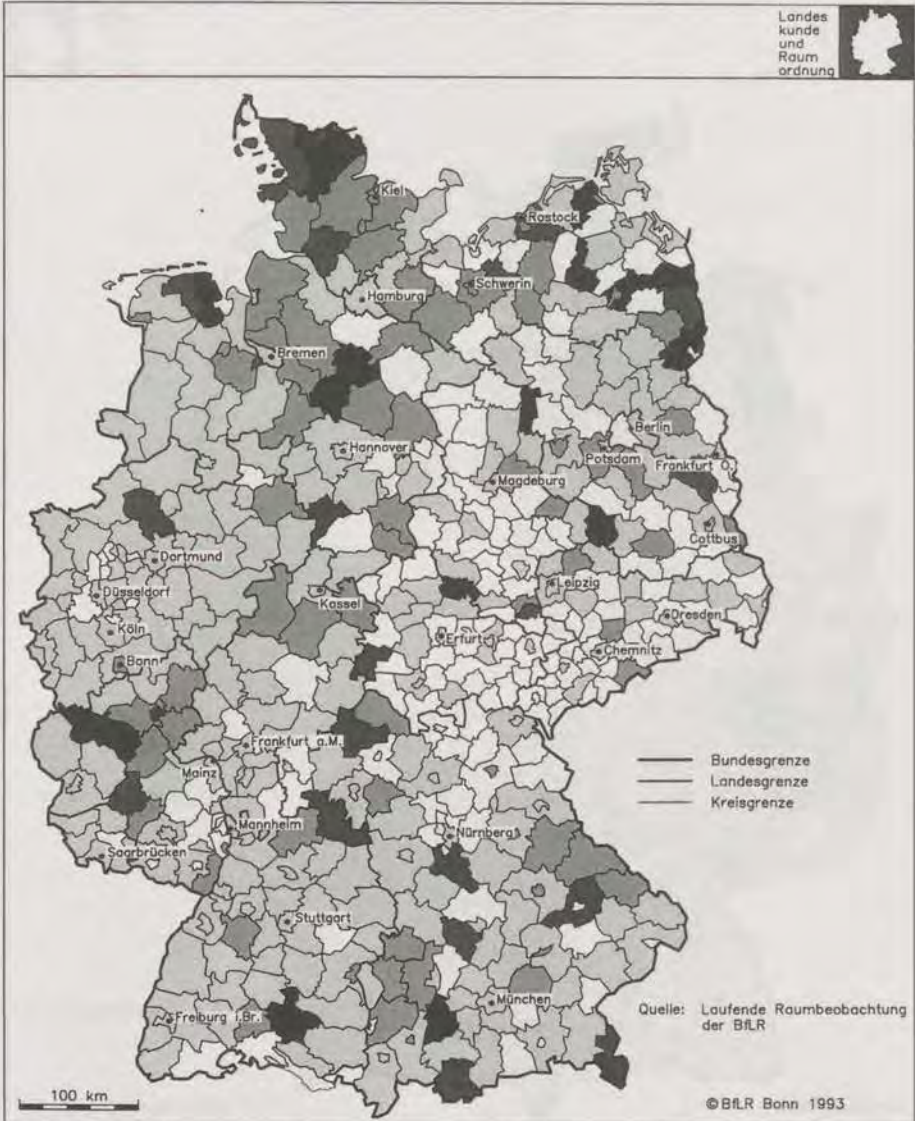 Landes
kunde
und
Raum
ordnung
Kiel
Rostock
Schwerin
Hamburg
Bremen
Berlin
Hannover
Potsdam
Frankfurt O.
Magdeburg
Cottbus
Dortmund
Leipzig
Düsseldorf
Kassel
Dresden
Köln
Erfurt
Chemnitz
Bonn
Frankfurt a.M.
Bundesgrenze
Mainz
Landesgrenze
Kreisgrenze
Mannheim
Nürnberg
Saarbrücken
Stuttgart
München
Quelle: Laufende Raumbeobachtung
der BfLR
Freiburg i.Br.
100 km
©BfLR Bonn 1993